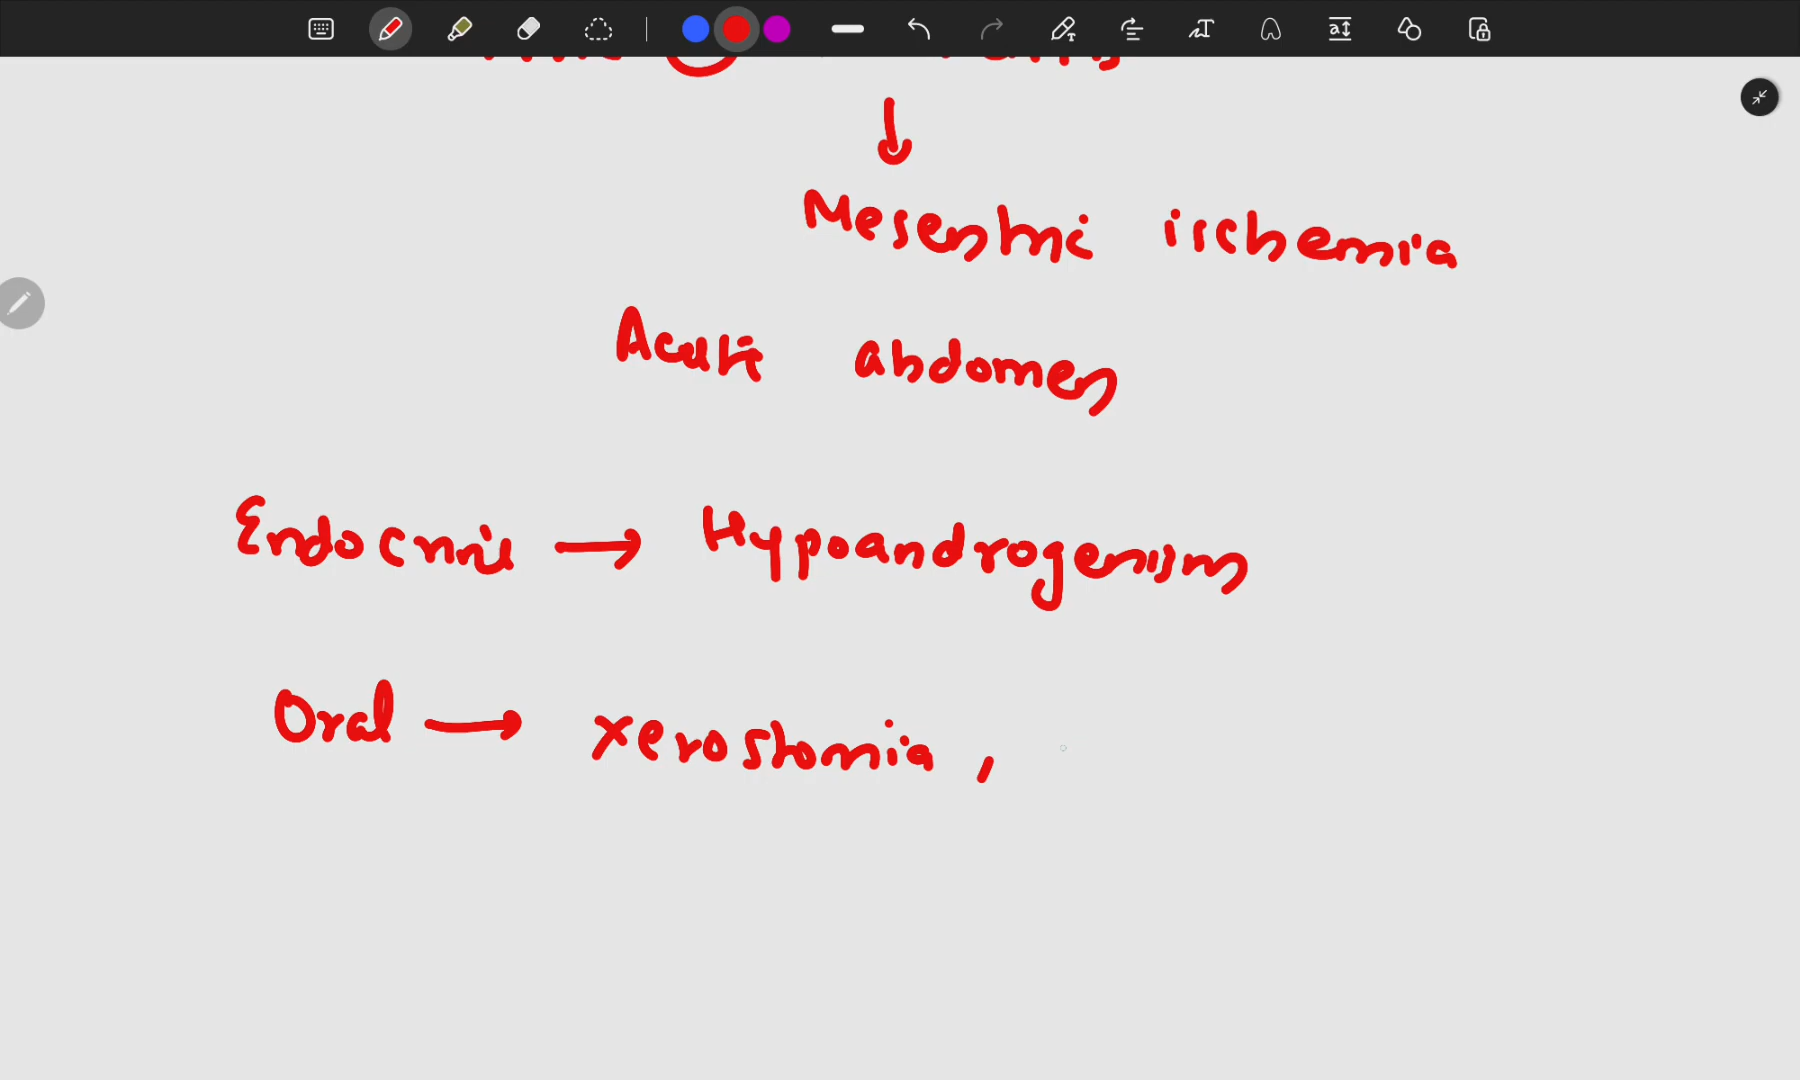 Mesentric ischemia
Acute abdomen
Endocrine → Hypoandrogenism
Oral → xerostomia ,